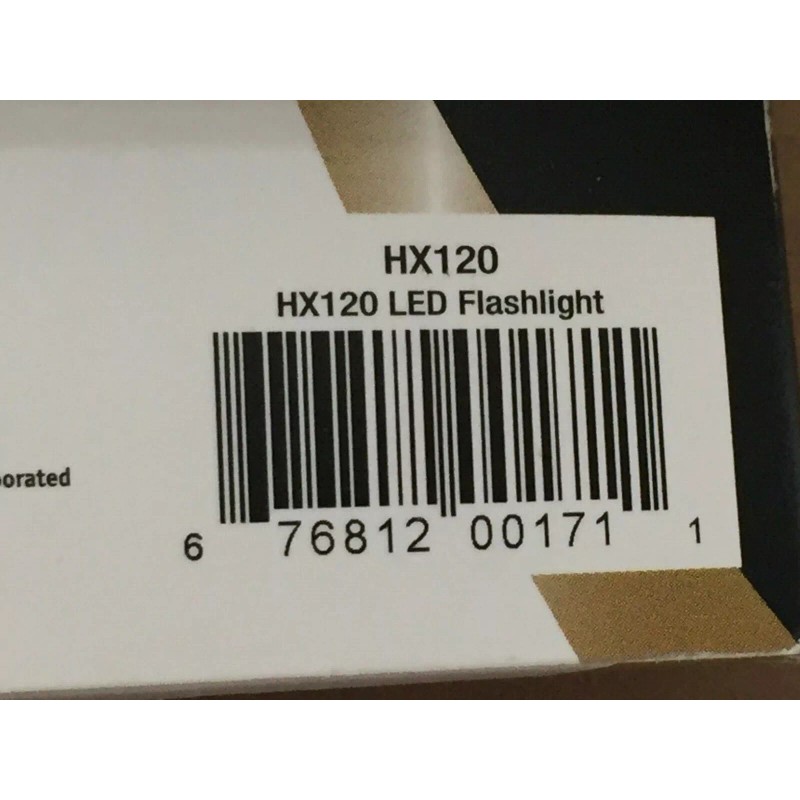 HX120
HX120 LED Flashlight
orated
6 76812 00171 1